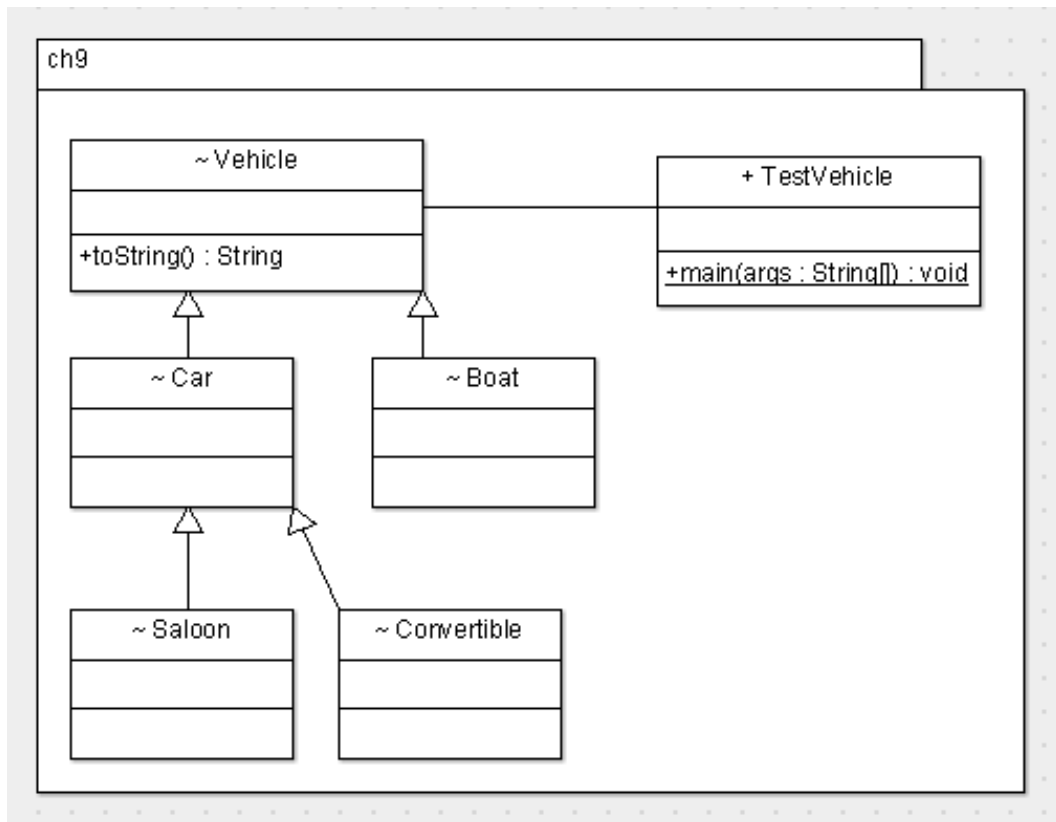 ch9
~ Vehicle
+toString() : String
+ TestVehicle
+main(args : String[]) : void
~ Car
~ Boat
~ Saloon
~ Convertible